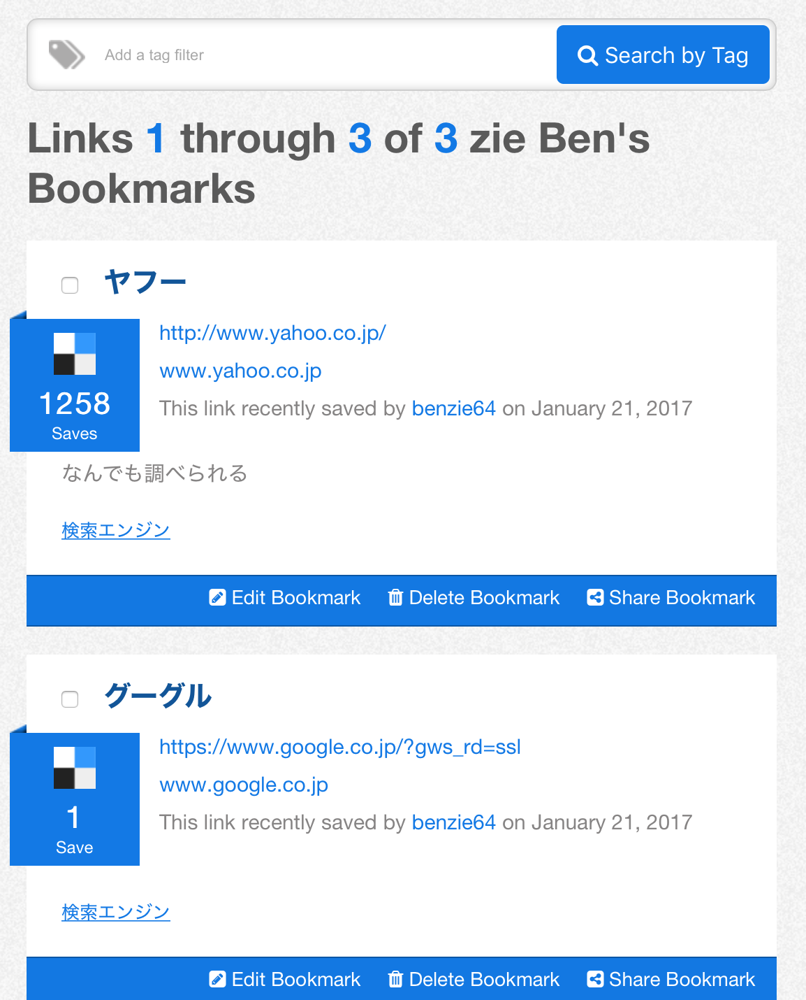 Add a tag filter
Search by Tag
Links 1 through 3 of 3 zie Ben's
Bookmarks
ヤフー
http://www.yahoo.co.jp/
www.yahoo.co.jp
This link recently saved by benzie64 on January 21, 2017
1258
Saves
なんでも調べられる
検索エンジン
Edit Bookmark Delete Bookmark Share Bookmark
グーグル
https://www.google.co.jp/?gws_rd=ssl
www.google.co.jp
This link recently saved by benzie64 on January 21, 2017
1
Save
検索エンジン
Edit Bookmark Delete Bookmark Share Bookmark